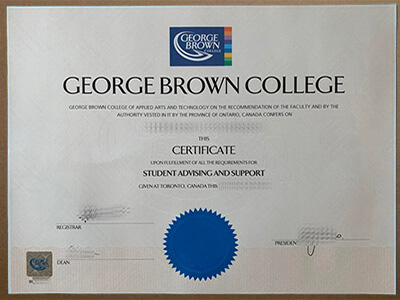 GEORGE
BROWN
COLLEGE
GEORGE BROWN COLLEGE
GEORGE BROWN COLLEGE OF APPLIED ARTS AND TECHNOLOGY ON THE RECOMMENDATION OF THE FACULTY AND BY THE
AUTHORITY VESTED IN IT BY THE PROVINCE OF ONTARIO, CANADA CONFERS ON
THIS
CERTIFICATE
UPON FULFILLMENT OF ALL THE REQUIREMENTS FOR
STUDENT ADVISING AND SUPPORT
GIVEN AT TORONTO, CANADA THIS
REGISTRAR
DEAN